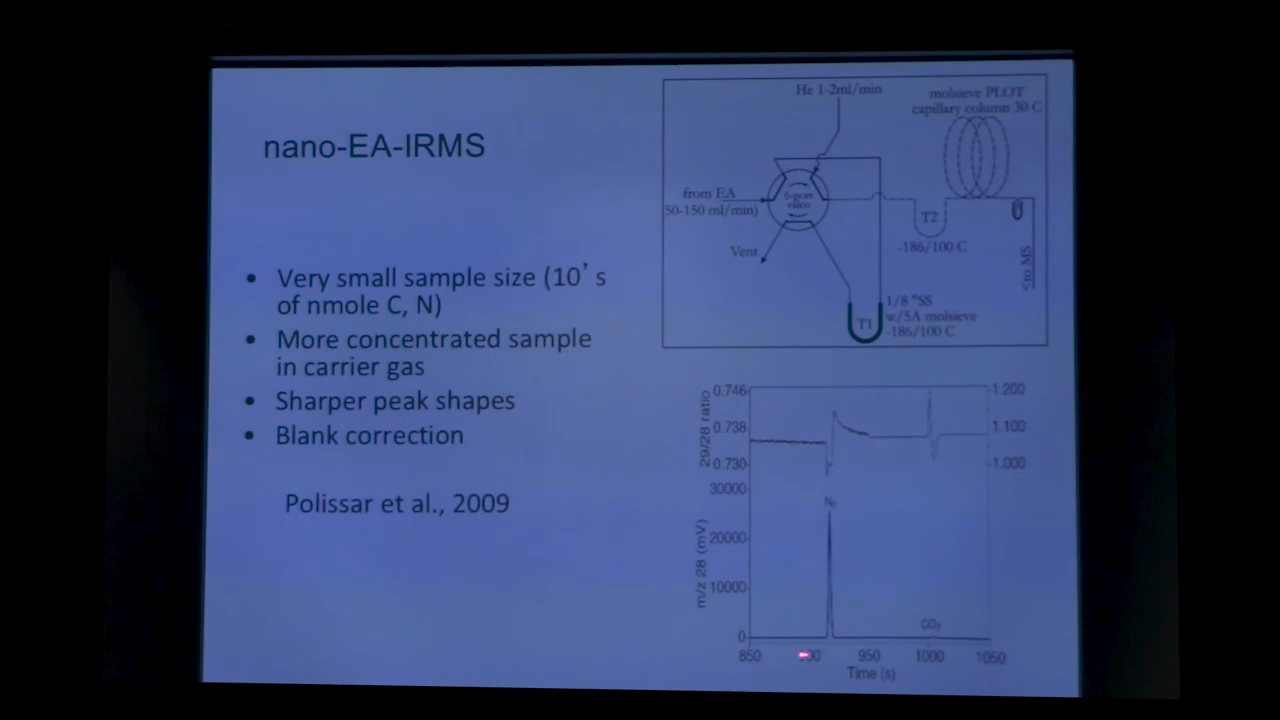 nano-EA-IRMS
• Very small sample size (10's
of nmole C, N)
• More concentrated sample
in carrier gas
• Sharper peak shapes
• Blank correction
Polissar et al., 2009
He 1-2ml/min
molsieve PLOT
capillary column 30 C
from EA
50-150 ml/min)
6-port
valco
Vent
T2
-186/100 C
to MS
T1
1/8 "SS
w/5A molsieve
-186/100 C
29/28 ratio
0.746
0.738
0.730
1.200
1.100
1.000
m/z 28 (mV)
30000
20000
10000
0
N₂
CO₂
850
950
1000
1050
Time (s)